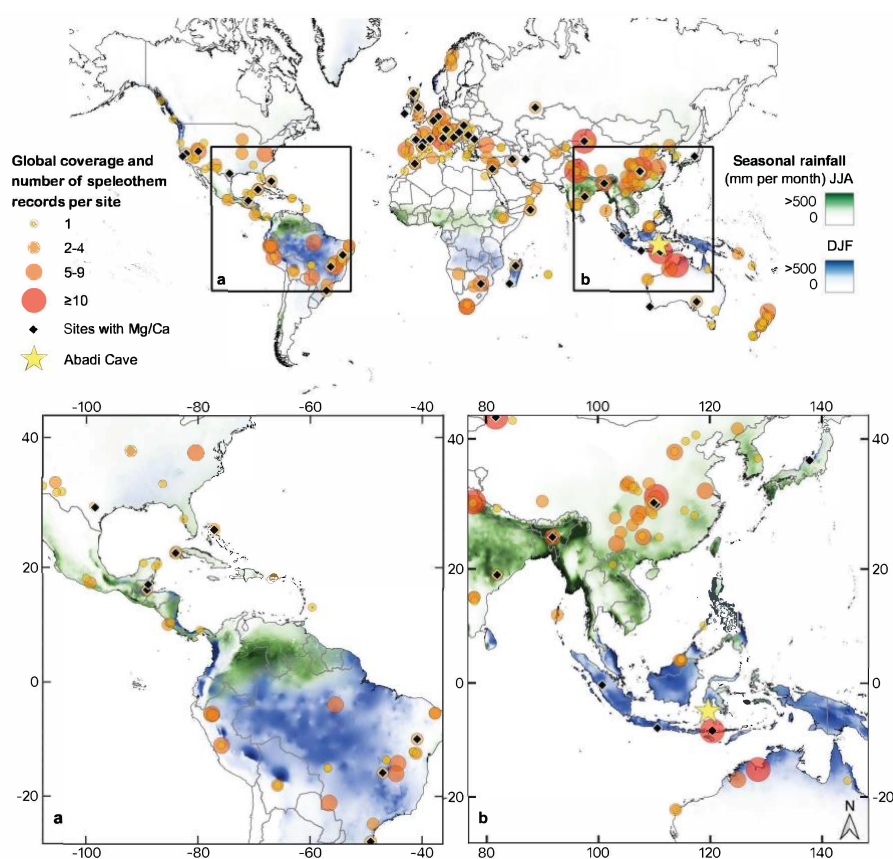 Global coverage and
number of speleothem
records per site
1
2-4
5-9
≥10
Sites with Mg/Ca
Abadi Cave
Seasonal rainfall
(mm per month) JJA
>500
0
DJF
>500
0
a
b
-100 -80 -60 -40
40
20
0
-20
a
-100 -80 -60 -40
80 100 120 140
40 40
20 20
0 0
-20 -20
b
N
80 100 120 140